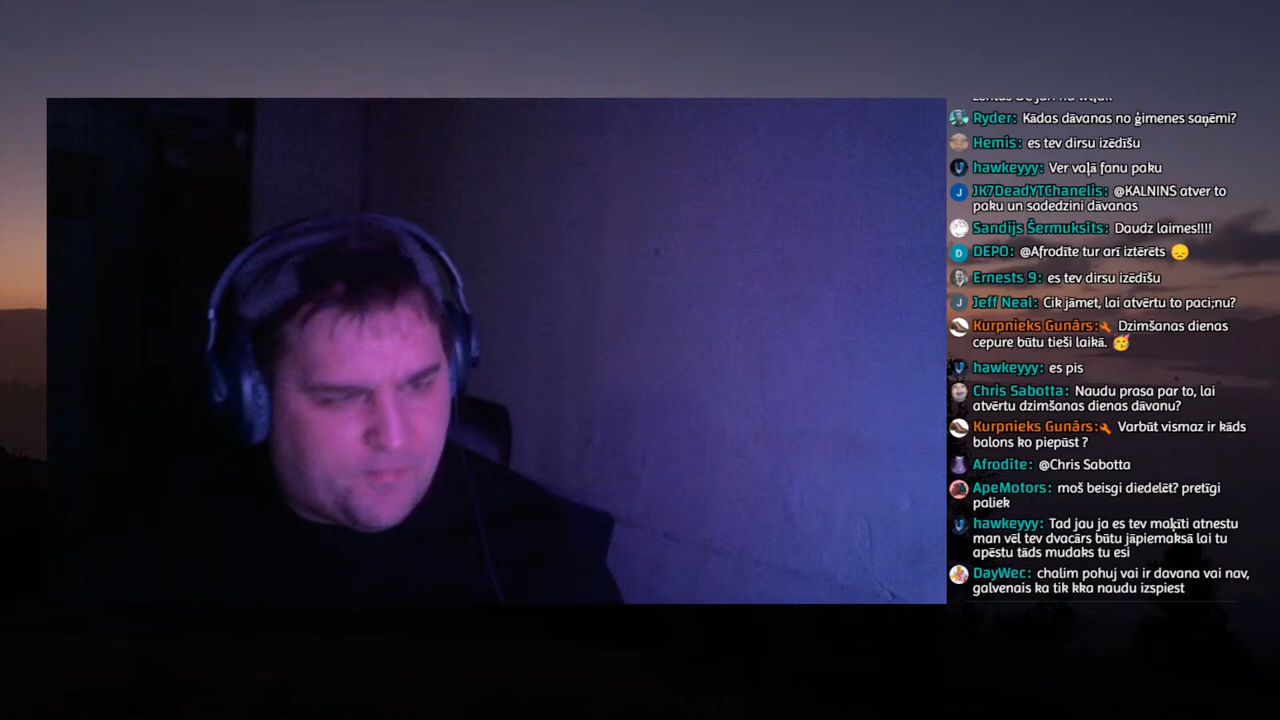 Ryder: Kādas dāvanas no ģimenes saņēmi?
Hemis: es tev dirsu izēdīšu
hawkeyyy: Ver vaļā fanu paku
J
JK7DeadYTChanelis: @KALNINS atver to
paku un sadedzini dāvanas
Sandijs Šermuksīts: Daudz laimes!!!!
D
DEPO: @Afrodīte tur arī iztērēts 😞
Ernests 9: es tev dirsu izēdīšu
J
Jeff Neal: Cik jāmet, lai atvērtu to paci;ņu?
Kurpnieks Gunārs: Dzimšanas dienas
cepure būtu tieši laikā. 🥳
hawkeyyy: es pis
Chris Sabotta: Naudu prasa par to, lai
atvērtu dzimšanas dienas dāvanu?
Kurpnieks Gunārs: Varbūt vismaz ir kāds
balons ko piepūst ?
Afrodīte: @Chris Sabotta
ApeMotors: moš beisgi diedelēt? pretīgi
paliek
hawkeyyy: Tad jau ja es tev maķīti atnestu
man vēl tev dvacārs būtu jāpiemaksā lai tu
apēstu tāds mudaks tu esi
DayWec: chalim pohuj vai ir davana vai nav,
galvenais ka tik kka naudu izspiest